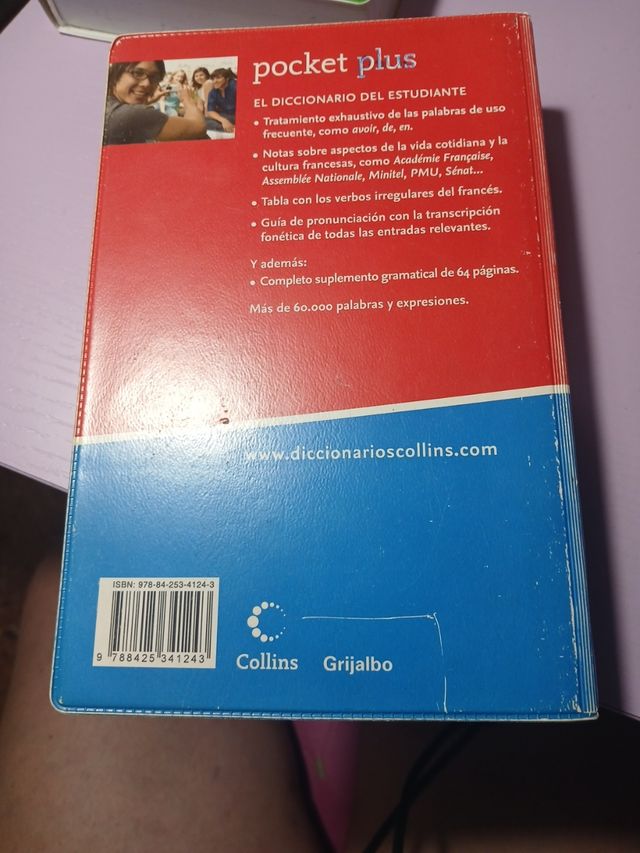 pocket plus
EL DICCIONARIO DEL ESTUDIANTE
• Tratamiento exhaustivo de las palabras de uso
frecuente, como avoir, de, en.
• Notas sobre aspectos de la vida cotidiana y la
cultura francesas, como Académie Française,
Assemblée Nationale, Minitel, PMU, Sénat...
• Tabla con los verbos irregulares del francés.
• Guía de pronunciación con la transcripción
fonética de todas las entradas relevantes.
Y además:
• Completo suplemento gramatical de 64 páginas.
Más de 60.000 palabras y expresiones.
www.diccionarioscollins.com
ISBN: 978-84-253-4124-3
9 788425 341243
Collins
Grijalbo